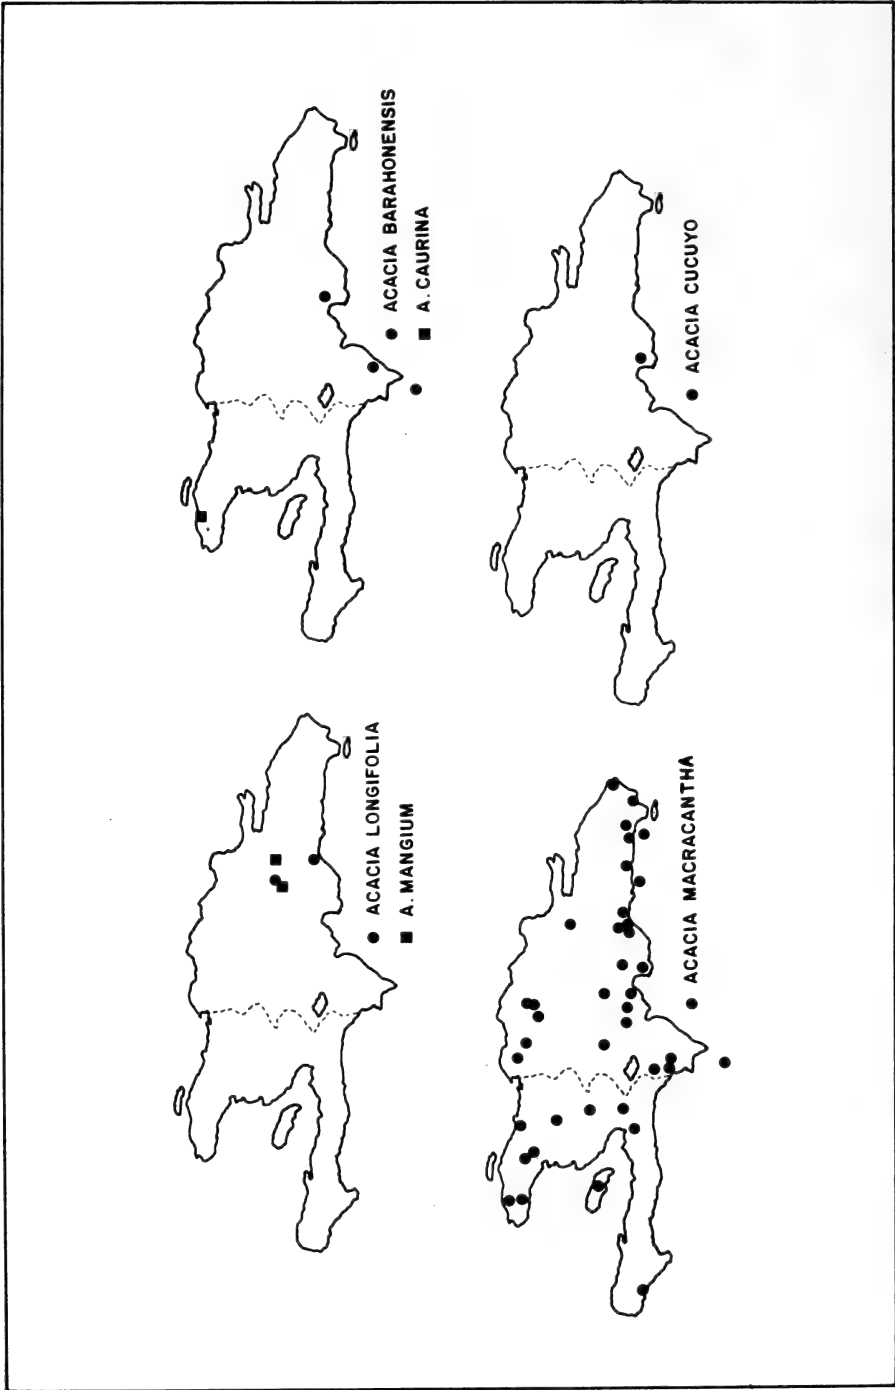 ● ACACIA LONGIFOLIA
■ A. MANGIUM
● ACACIA BARAHONENSIS
■ A. CAURINA
● ACACIA MACRACANTHA
● ACACIA CUCUYO